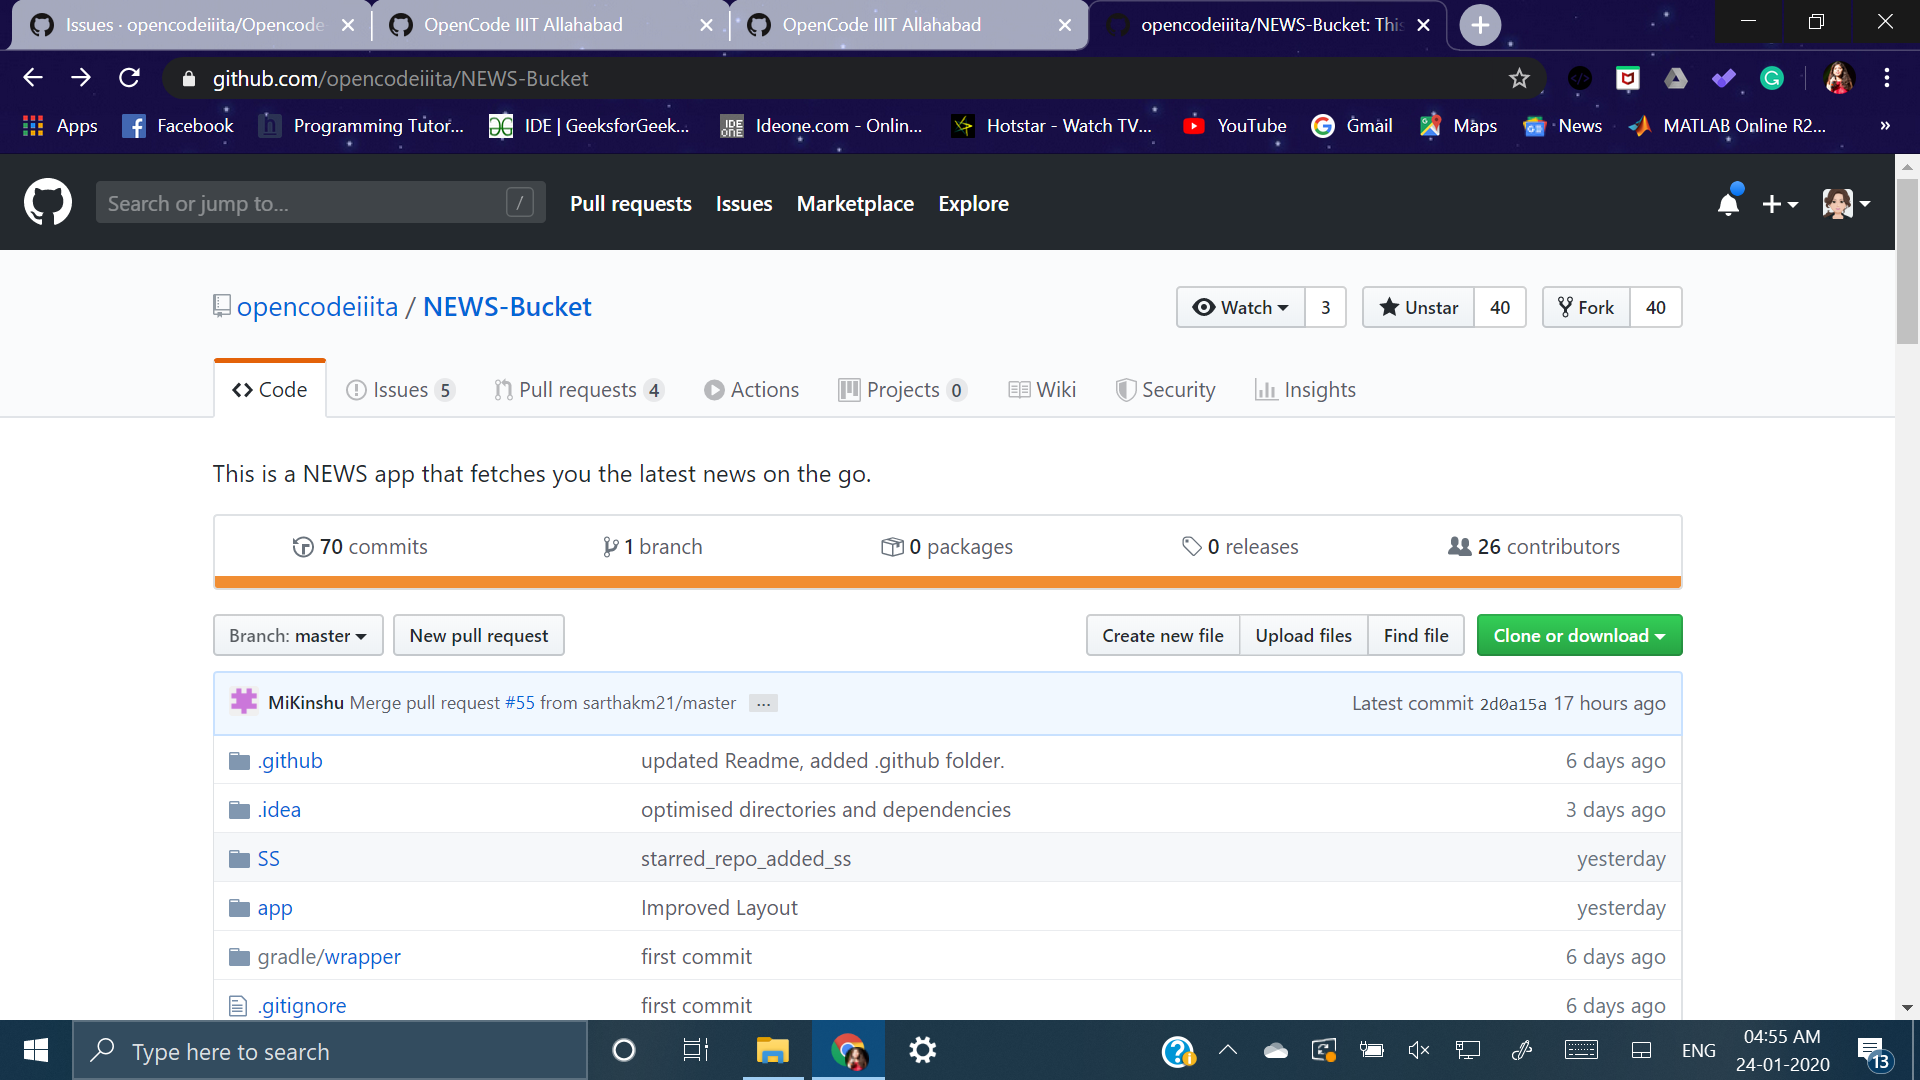 Issues · opencodeiiita/Opencode
OpenCode IIIT Allahabad
OpenCode IIIT Allahabad
opencodeiiita/NEWS-Bucket: This
github.com/opencodeiiita/NEWS-Bucket
Apps
Facebook
h Programming Tutor...
IDE | GeeksforGeek...
IDE ONE Ideone.com - Onlin...
Hotstar - Watch TV...
YouTube
Gmail
Maps
News
MATLAB Online R2...
»
Search or jump to... /
Pull requests
Issues
Marketplace
Explore
opencodeiiita / NEWS-Bucket
Watch 3
Unstar 40
Fork 40
Code
Issues 5
Pull requests 4
Actions
Projects 0
Wiki
Security
Insights
This is a NEWS app that fetches you the latest news on the go.
70 commits
1 branch
0 packages
0 releases
26 contributors
Branch: master
New pull request
Create new file
Upload files
Find file
Clone or download
MiKinshu Merge pull request #55 from sarthakm21/master ...
Latest commit 2d0a15a 17 hours ago
.github updated Readme, added .github folder. 6 days ago
.idea optimised directories and dependencies 3 days ago
SS starred_repo_added_ss yesterday
app Improved Layout yesterday
gradle/wrapper first commit 6 days ago
.gitignore first commit 6 days ago
Type here to search
ENG
04:55 AM
24-01-2020
13